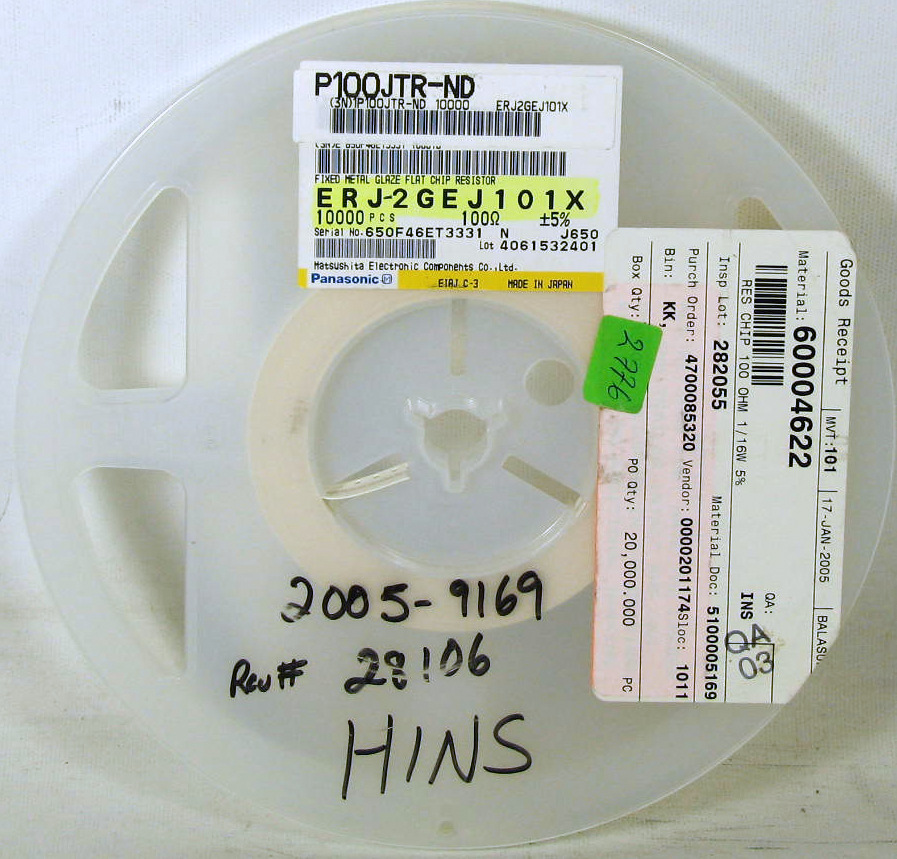 P100JTR-ND
(3N)1P100JTR-ND 10000 ERJ2GEJ101X
FIXED METAL GLAZE FLAT CHIP RESISTOR
ERJ-2GEJ101X
10000 PCS 100Ω ±5%
Serial No. 650F46ET3331 N J650
Lot 4061532401
Matsushita Electronic Components Co.,Ltd.
Panasonic EIAJ C-3 MADE IN JAPAN
Goods Receipt MVT:101 17-JAN-2005 BALASU
Material: 60004622
QA:
RES CHIP 100 OHM 1/16W 5% INS
Insp Lot: 282055 Material Doc: 5100005169
Purch Order: 4700085320 Vendor: 0000201174 Sloc: 1011
Bin: KK,
Box Qty: PO Qty: 20,000.000 PC
2776
2005-9169
Rcv# 28106
HINS